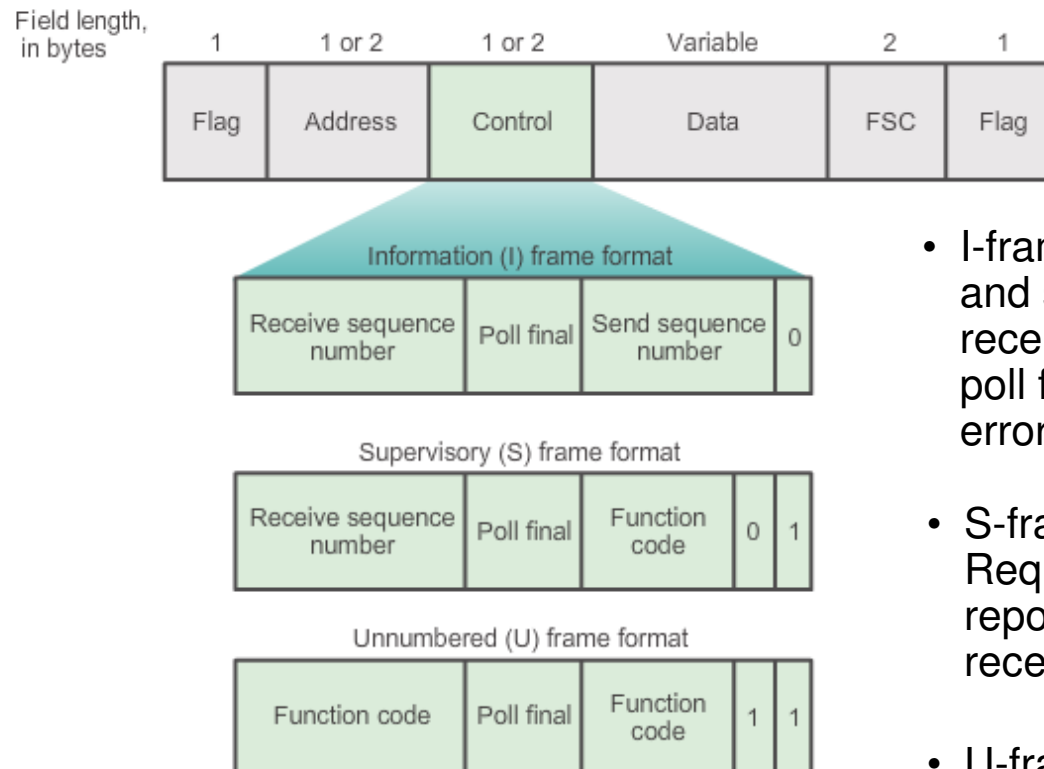 Field length,
in bytes 1 1 or 2 1 or 2 Variable 2 1
Flag Address Control Data FSC Flag
Information (I) frame format
Receive sequence number Poll final Send sequence number 0
Supervisory (S) frame format
Receive sequence number Poll final Function code 0 1
Unnumbered (U) frame format
Function code Poll final Function code 1 1
• I-fra
and
rece
poll
error
• S-fra
Req
repo
rece
• U-fra